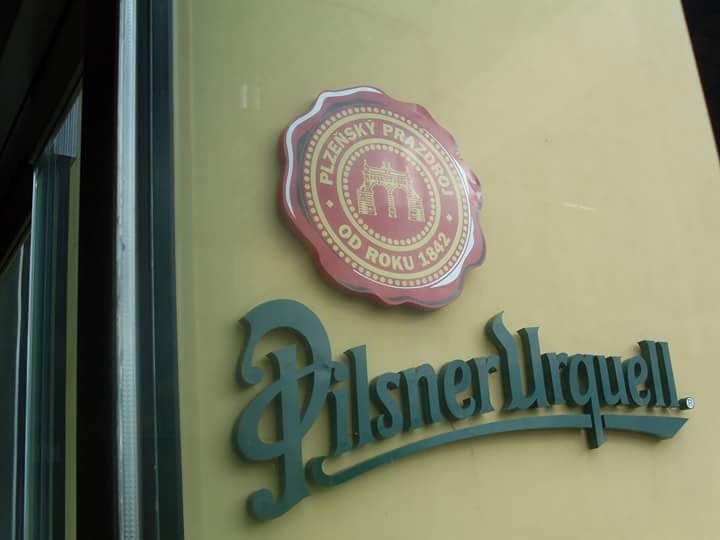 PLZEŇSKÝ PRAZDROJ
OD ROKU 1842
Pilsner Urquell ®